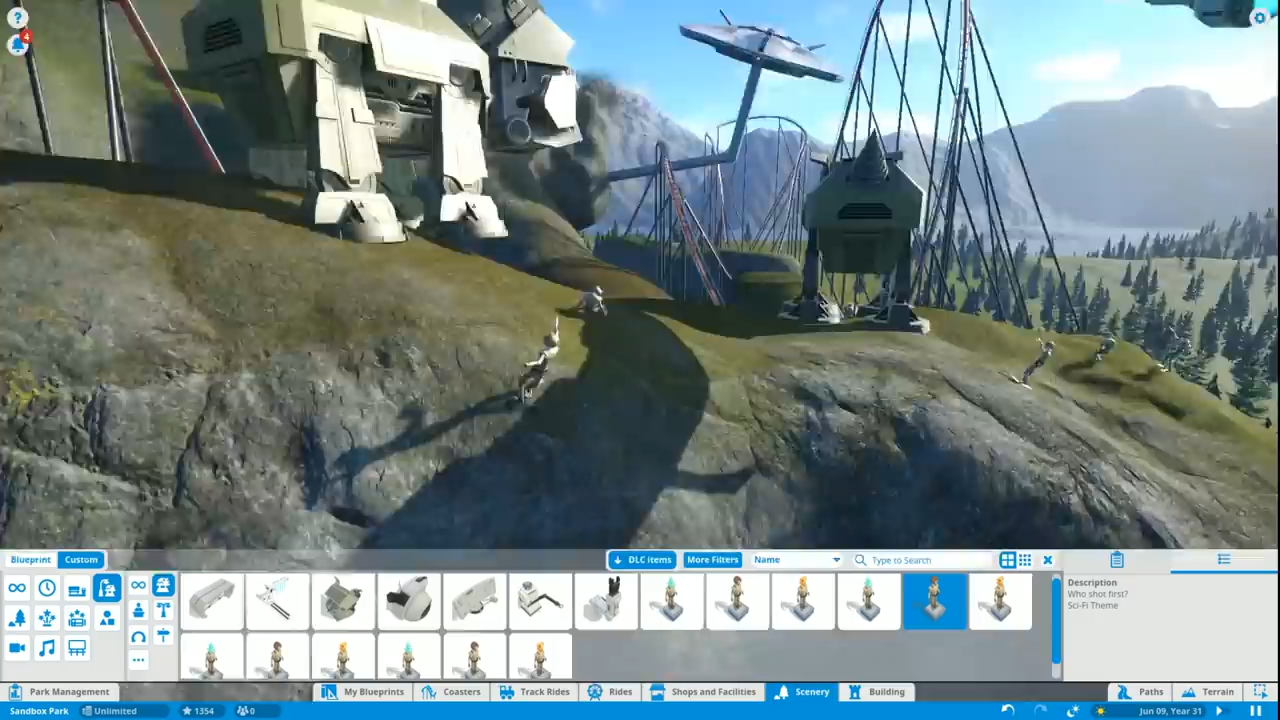 ?
4
Blueprint
Custom
DLC items
More Filters
Name
Type to Search
Description
Who shot first?
Sci-Fi Theme
Park Management
My Blueprints
Coasters
Track Rides
Rides
Shops and Facilities
Scenery
Building
Paths
Terrain
Sandbox Park
Unlimited
1354
0
Jun 09, Year 31